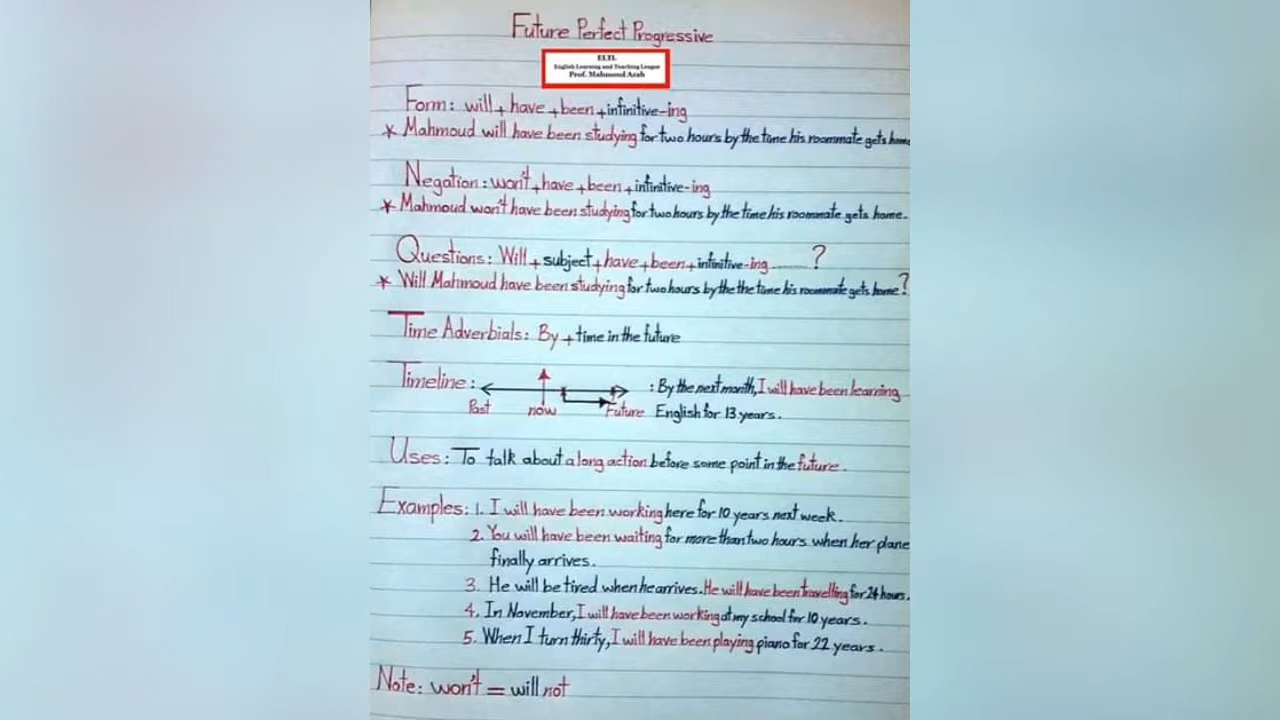 Future Perfect Progressive
ELTL
English Learning and Teaching League
Prof. Mahmoud Azab
Form: will + have + been + infinitive-ing
* Mahmoud will have been studying for two hours by the time his roommate gets home
Negation: won't + have + been + infinitive-ing
* Mahmoud won't have been studying for two hours by the time his roommate gets home.
Questions: Will + subject + have + been + infinitive-ing ........ ?
* Will Mahmoud have been studying for two hours by the the time his roommate gets home?
Time Adverbials: By + time in the future
Timeline: : By the next month, I will have been learning
Past now Future English for 13 years.
Uses: To talk about a long action before some point in the future.
Examples: 1. I will have been working here for 10 years next week.
2. You will have been waiting for more than two hours when her plane
finally arrives.
3. He will be tired when he arrives. He will have been travelling for 24 hours.
4. In November, I will have been working at my school for 10 years.
5. When I turn thirty, I will have been playing piano for 22 years.
Note: won't = will not